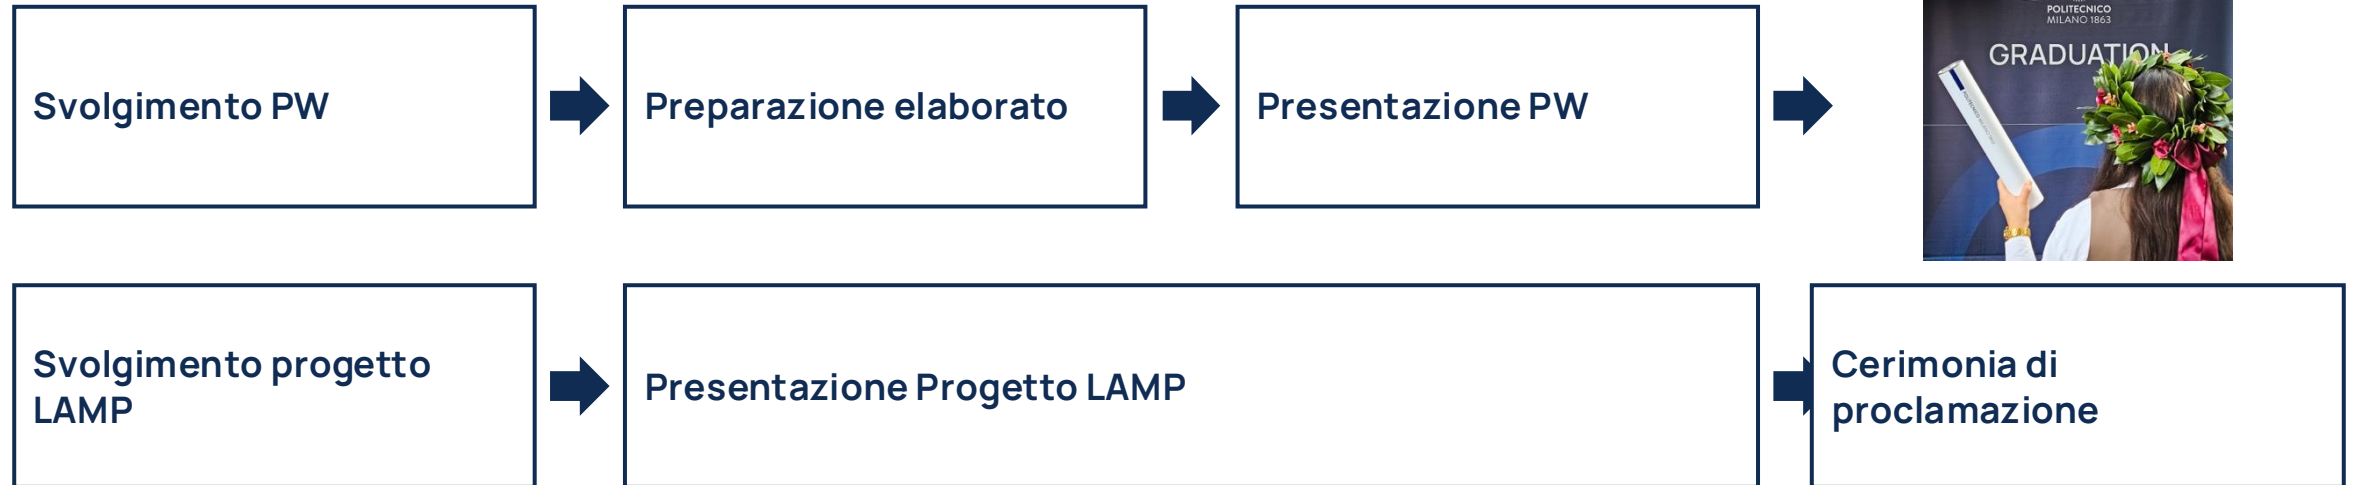 Svolgimento PW
Preparazione elaborato
Presentazione PW
POLITECNICO
MILANO 1863
GRADUATION
Svolgimento progetto
LAMP
Presentazione Progetto LAMP
Cerimonia di
proclamazione